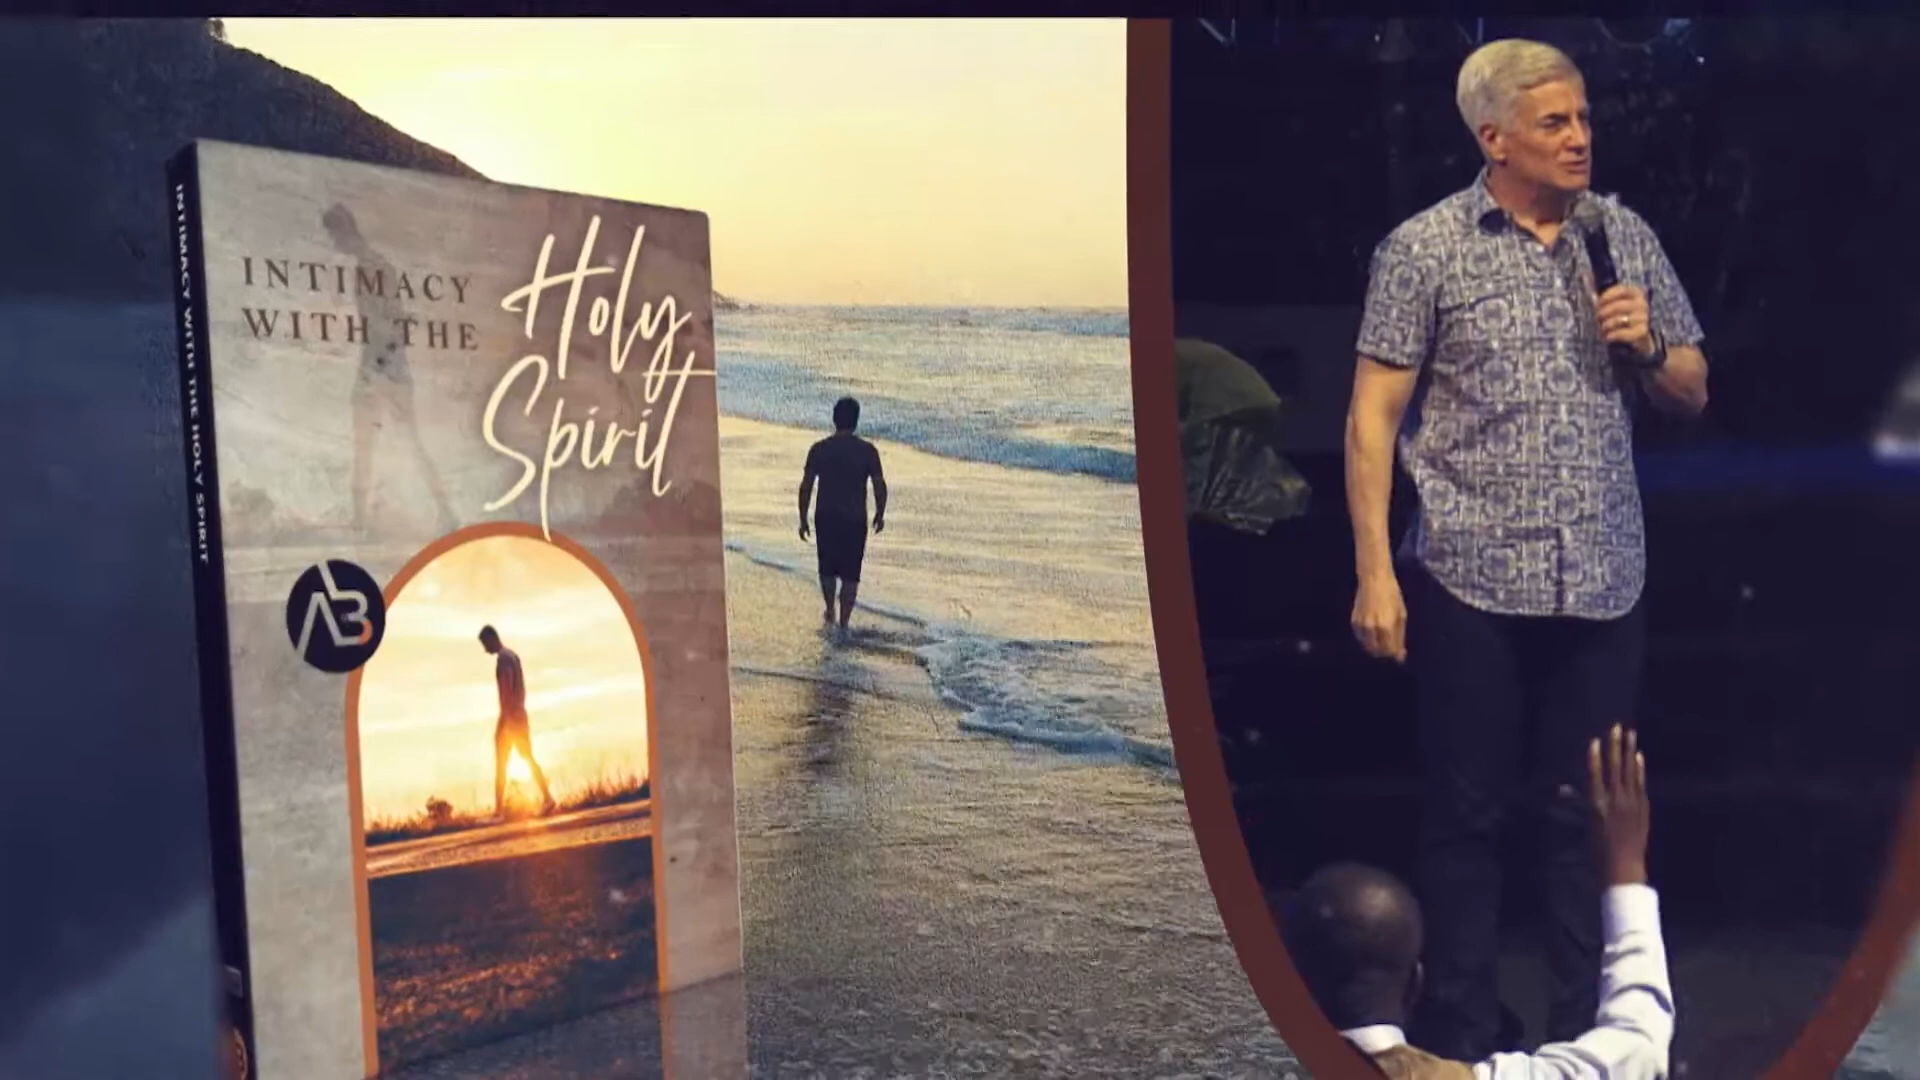 INTIMACY WITH THE HOLY SPIRIT
INTIMACY
WITH THE
Holy
Spirit
AB